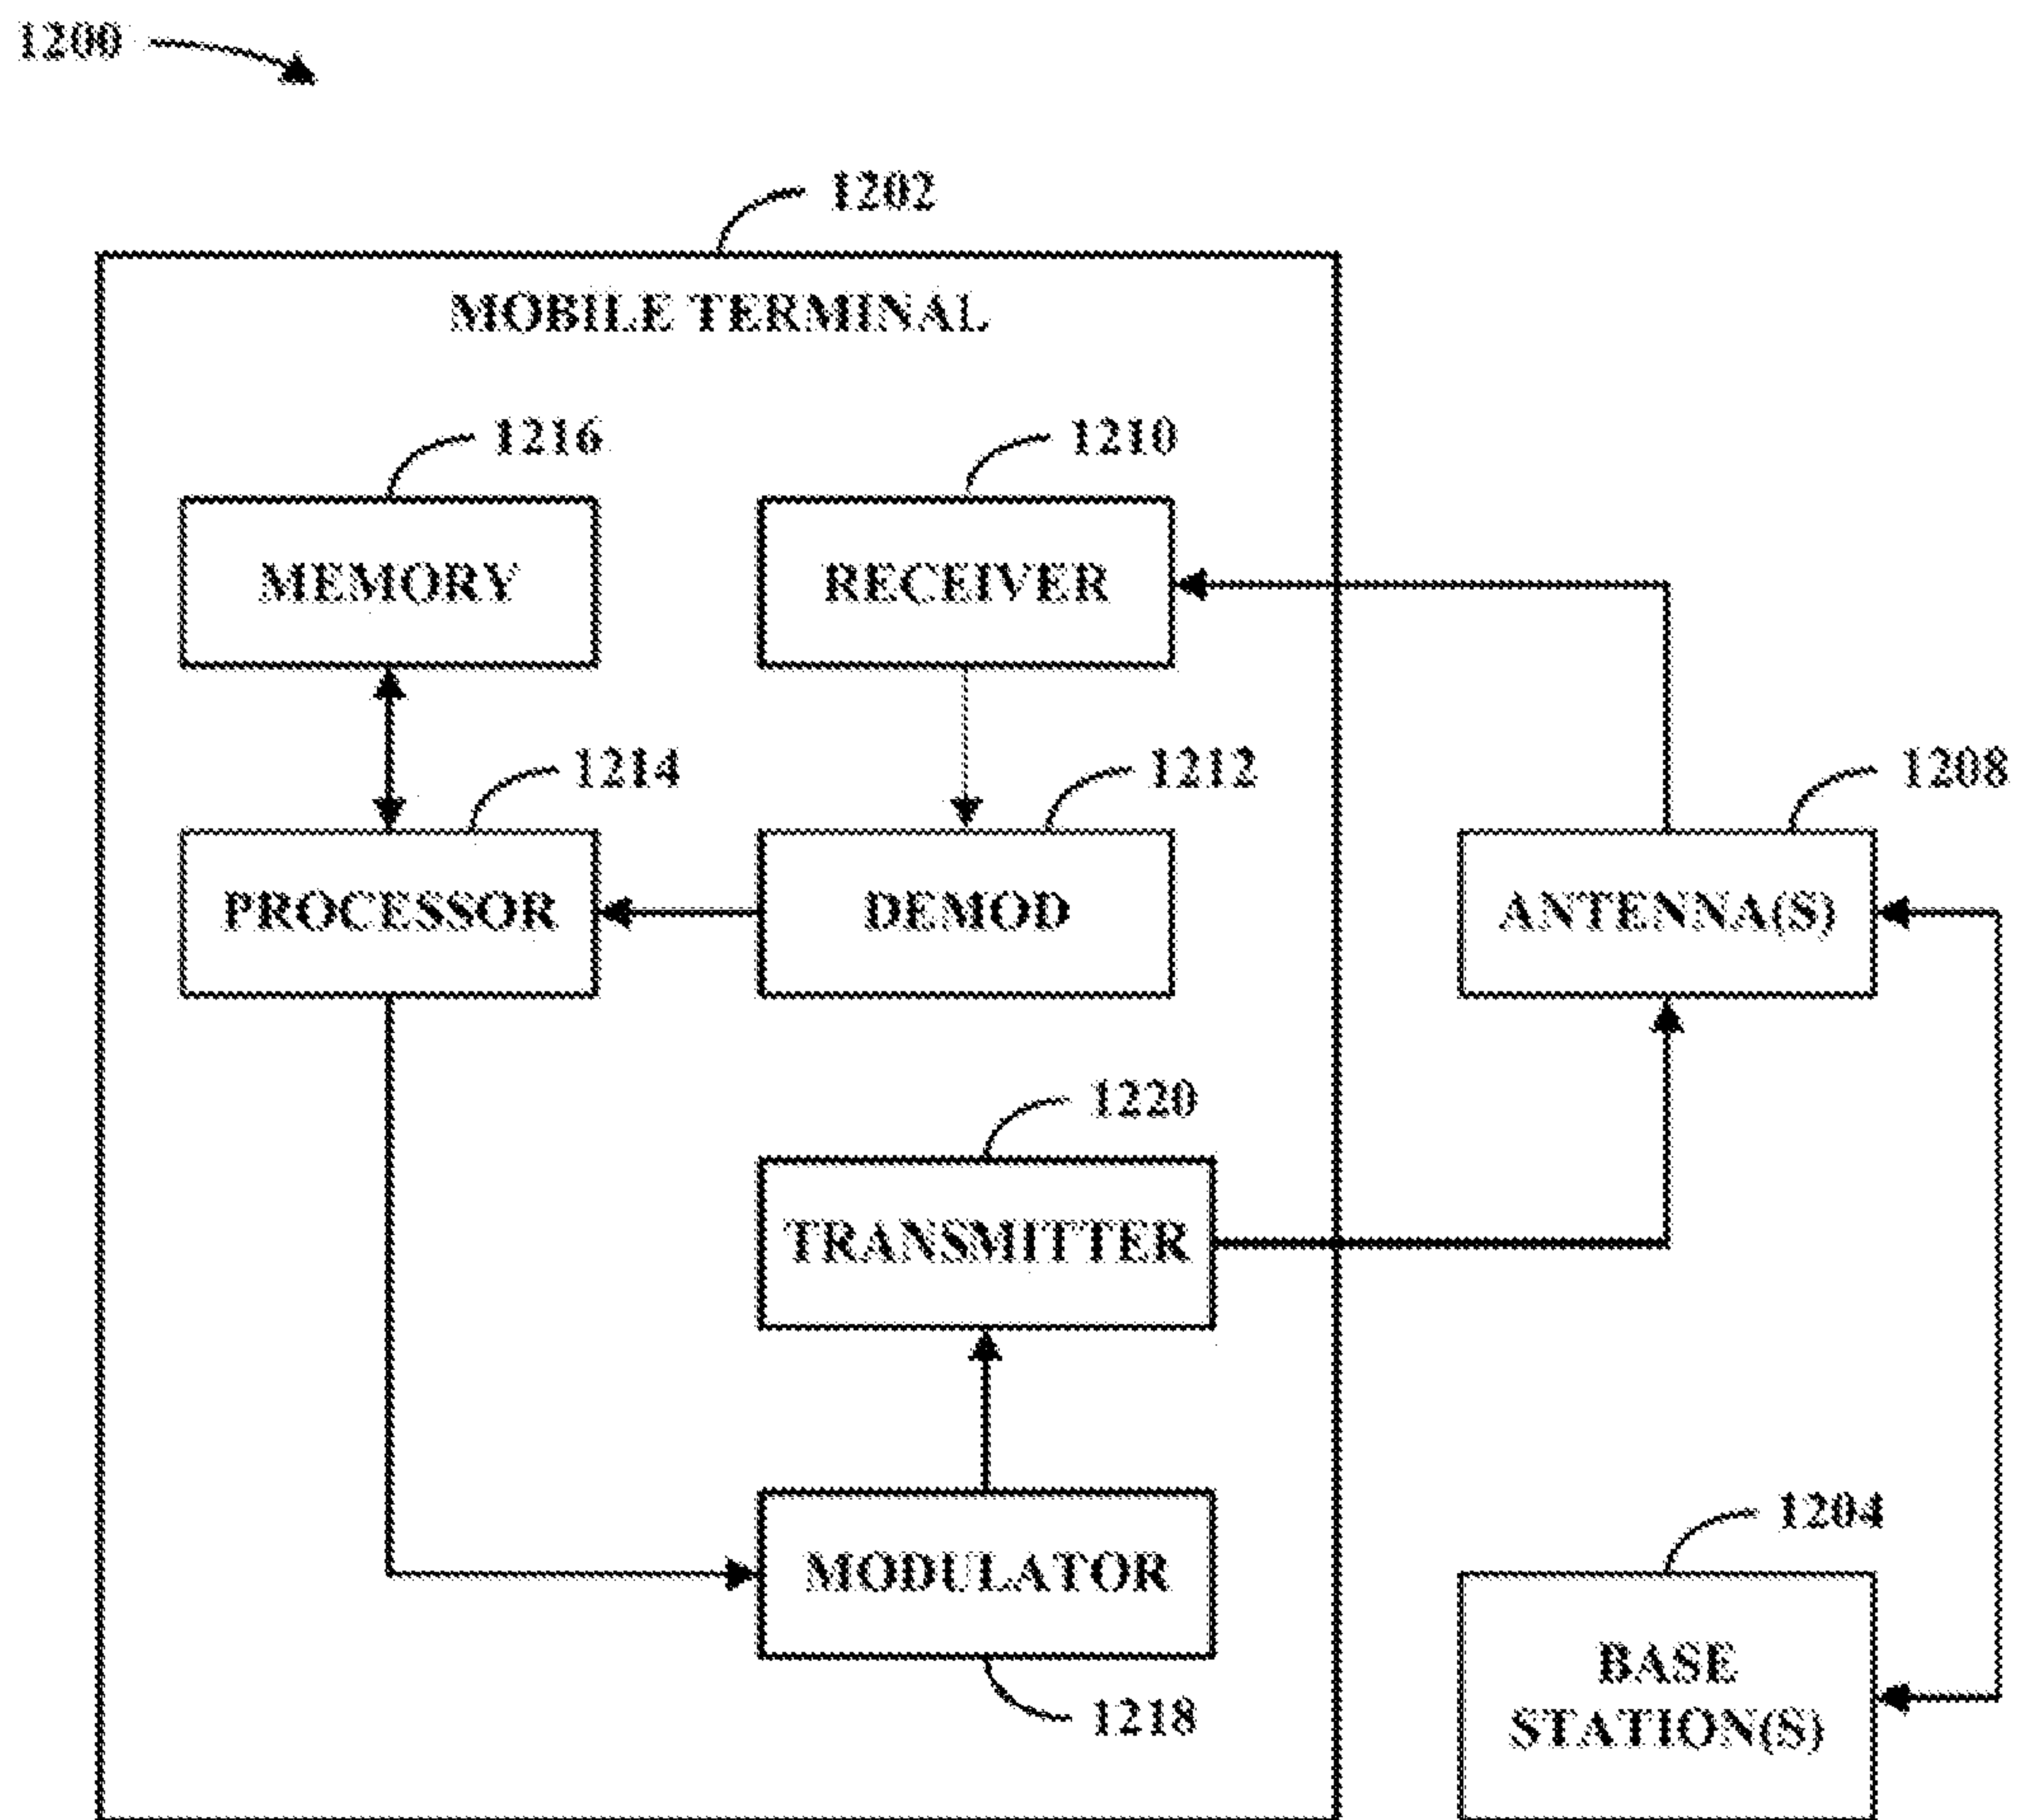 1200
1202
MOBILE TERMINAL
1216
1210
MEMORY
RECEIVER
1214
1212
1208
PROCESSOR
DEMOD
ANTENNA(S)
1220
TRANSMITTER
1204
MODULATOR
BASE
STATION(S)
1218